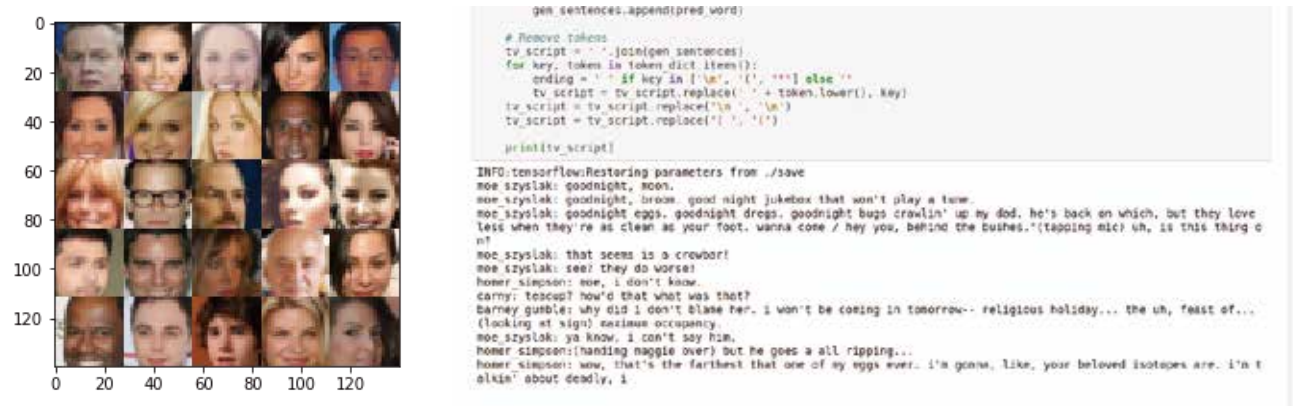 0
20
40
60
80
100
120
0 20 40 60 80 100 120
gen_sentences.append(pred_word)
# Remove tokens
tv_script = ' '.join(gen_sentences)
for key, token in token_dict.items():
ending = ' ' if key in ['\n', '(', '"'] else ''
tv_script = tv_script.replace(' ' + token.lower(), key)
tv_script = tv_script.replace('\n ', '\n')
tv_script = tv_script.replace('( ', '(')
print(tv_script)
INFO:tensorflow:Restoring parameters from ./save
moe_szyslak: goodnight, moon.
moe_szyslak: goodnight, broom. good night jukebox that won't play a tune.
moe_szyslak: goodnight eggs. goodnight dregs. goodnight bugs crawlin' up my dad. he's back on which, but they love
less when they're as clean as your foot. wanna come / hey you, behind the bushes."(tapping mic) uh, is this thing o
n?
moe_szyslak: that seems is a crowbar!
moe_szyslak: see? they do worse!
homer_simpson: moe, i don't know.
carny: teacup? how'd that what was that?
barney_gumble: why did i don't blame her. i won't be coming in tomorrow-- religious holiday... the uh, feast of...
(looking at sign) maximum occupancy.
moe_szyslak: ya know, i can't say him.
homer_simpson:(handing maggie over) but he goes a all ripping...
homer_simpson: wow, that's the farthest that one of my eggs ever. i'm gonna, like, your beloved isotopes are. i'm t
alkin' about deadly, i